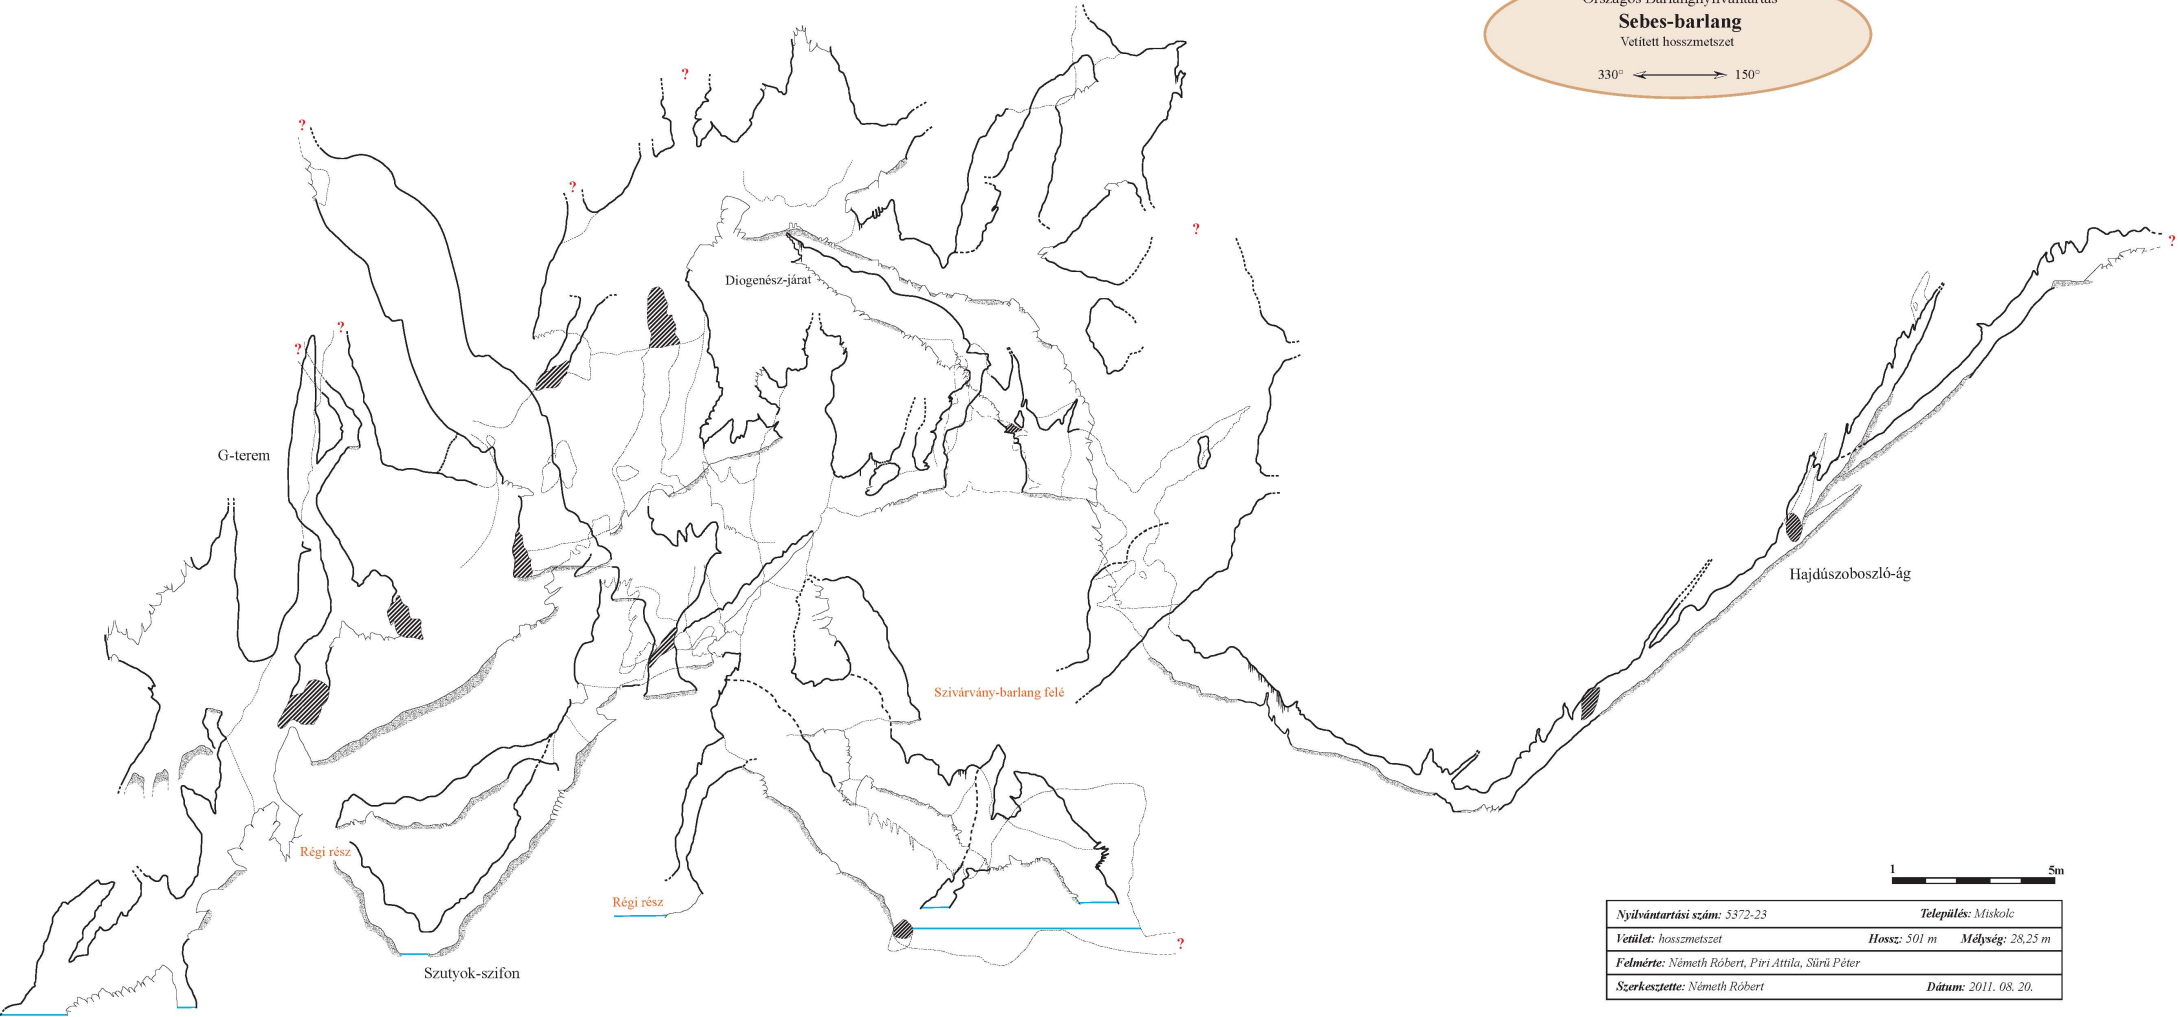 Országos Barlangnyilvántartás
Sebes-barlang
Vetített hosszmetszet
330° 150°
?
?
?
?
?
Diogenész-járat
?
?
G-terem
Hajdúszoboszló-ág
Szivárvány-barlang felé
Régi rész
Régi rész
?
Szutyok-szifon
1 5m
Nyilvántartási szám: 5372-23 Település: Miskolc
Vetület: hosszmetszet Hossz: 501 m Mélység: 28,25 m
Felmérte: Németh Róbert, Piri Attila, Sűrű Péter
Szerkesztette: Németh Róbert Dátum: 2011. 08. 20.